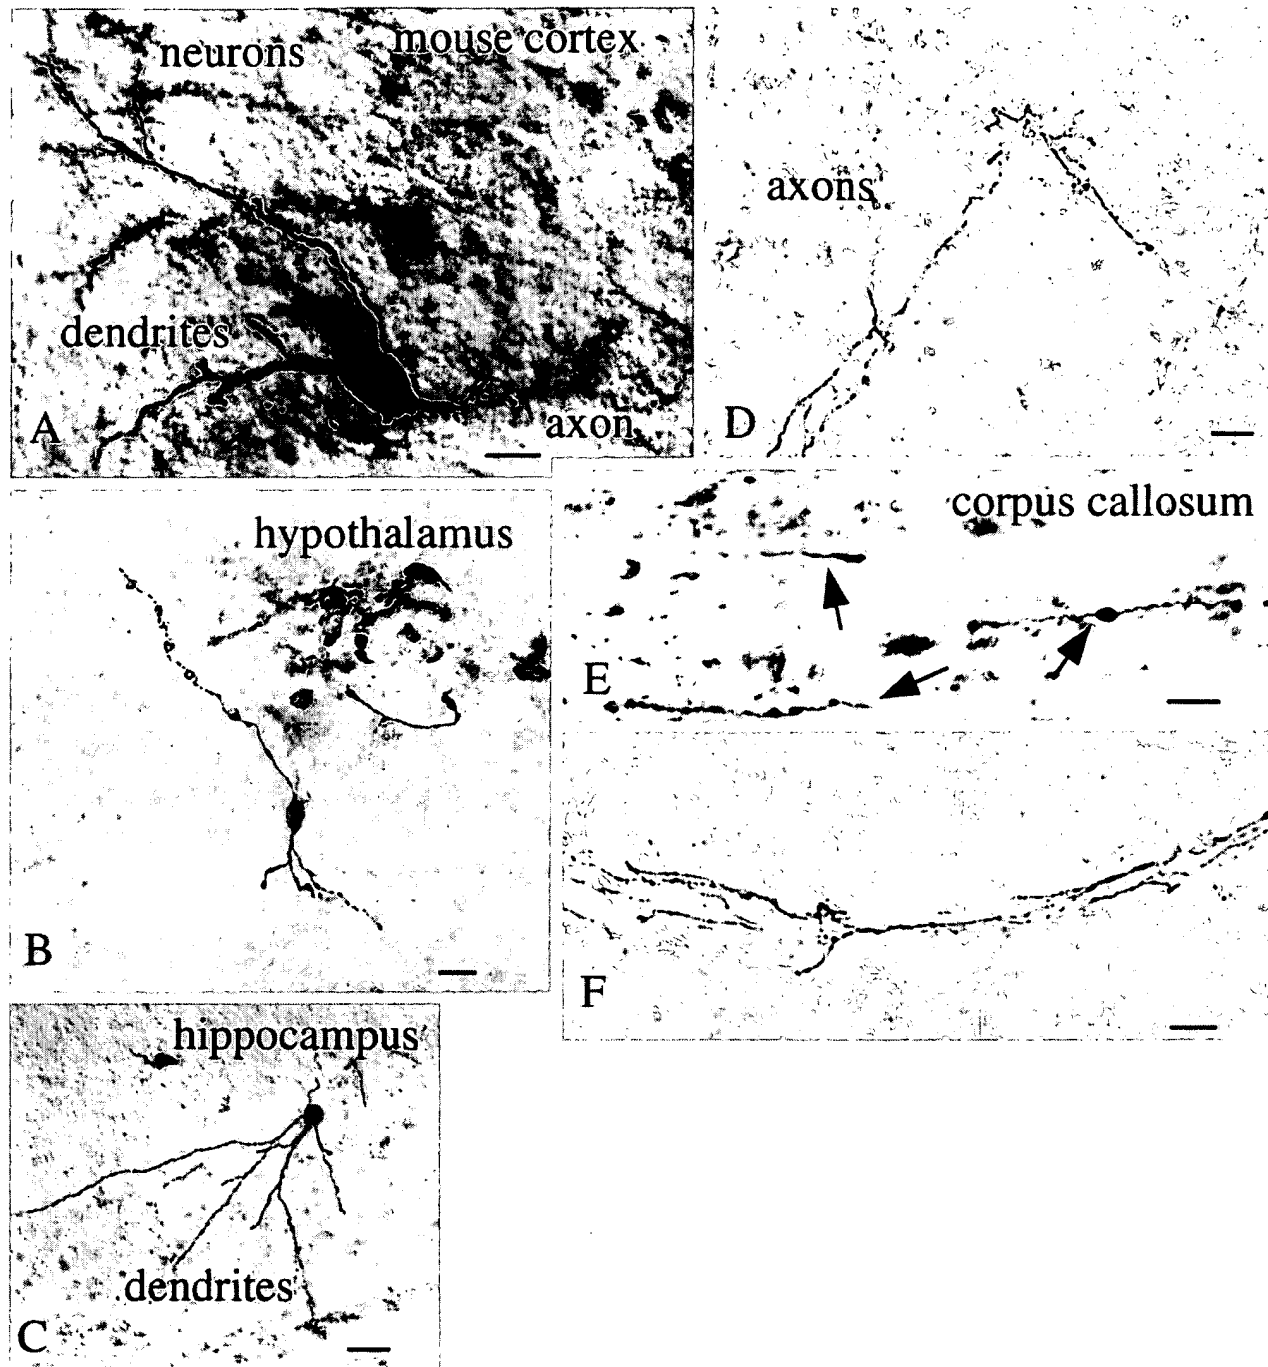 neurons
mouse cortex
dendrites
A
axon
hypothalamus
B
hippocampus
dendrites
C
axons
D
corpus callosum
E
F